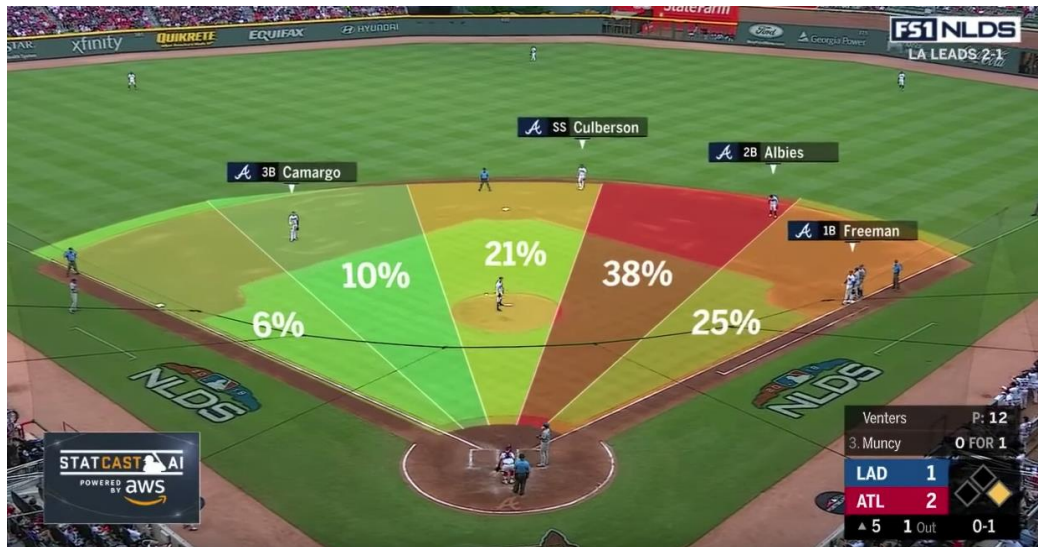 StateFarm
STAR
xfinity
QUIKRETE
EQUIFAX
HYUNDAI
Ford
Georgia Power
FS1 NLDS
LA LEADS 2-1
A SS Culberson
A 2B Albies
A 3B Camargo
A 1B Freeman
21%
10%
38%
6%
25%
NLDS
NLDS
Venters P: 12
3. Muncy 0 FOR 1
LAD 1
ATL 2
5 1 Out 0-1
STATCAST AI
POWERED BY aws
A